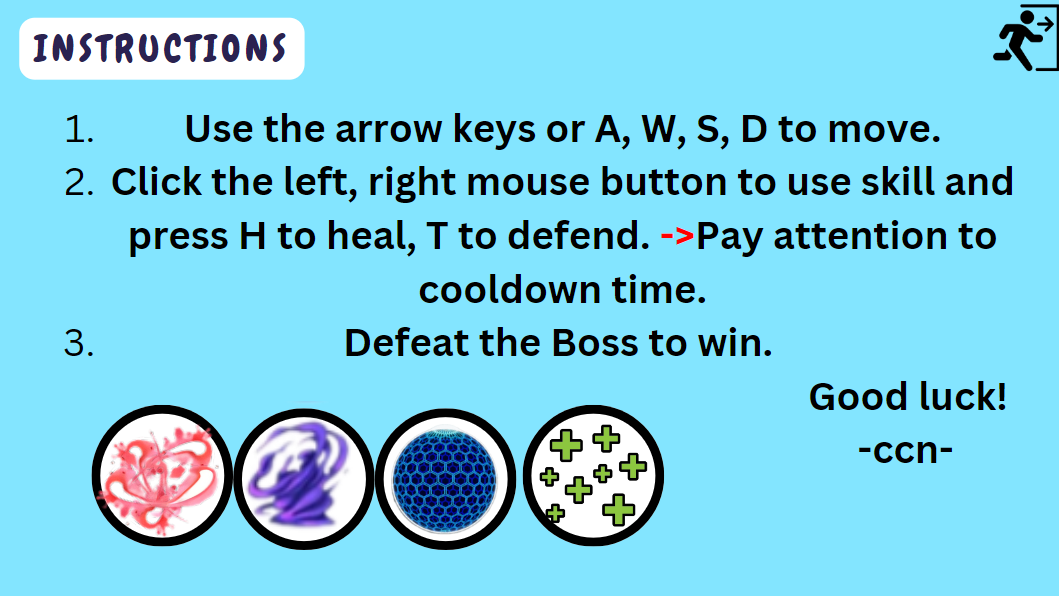 INSTRUCTIONS
1. Use the arrow keys or A, W, S, D to move.
2. Click the left, right mouse button to use skill and
press H to heal, T to defend. ->Pay attention to
cooldown time.
3. Defeat the Boss to win.
Good luck!
-ccn-